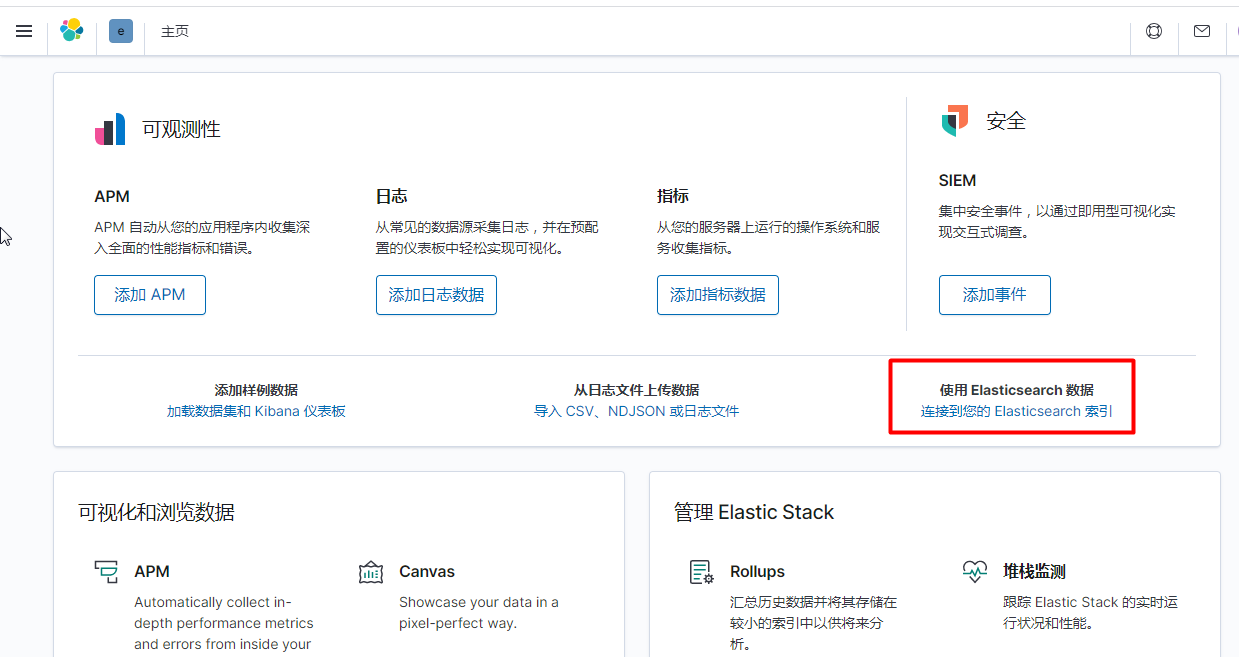 e
主页
可观测性
安全
APM
APM 自动从您的应用程序内收集深
入全面的性能指标和错误。
添加 APM
日志
从常见的数据源采集日志，并在预配
置的仪表板中轻松实现可视化。
添加日志数据
指标
从您的服务器上运行的操作系统和服
务收集指标。
添加指标数据
SIEM
集中安全事件，以通过即用型可视化实
现交互式调查。
添加事件
添加样例数据
加载数据集和 Kibana 仪表板
从日志文件上传数据
导入 CSV、NDJSON 或日志文件
使用 Elasticsearch 数据
连接到您的 Elasticsearch 索引
可视化和浏览数据
APM
Automatically collect in-
depth performance metrics
and errors from inside your
Canvas
Showcase your data in a
pixel-perfect way.
管理 Elastic Stack
Rollups
汇总历史数据并将其存储在
较小的索引中以供将来分
析。
堆栈监测
跟踪 Elastic Stack 的实时运
行状况和性能。